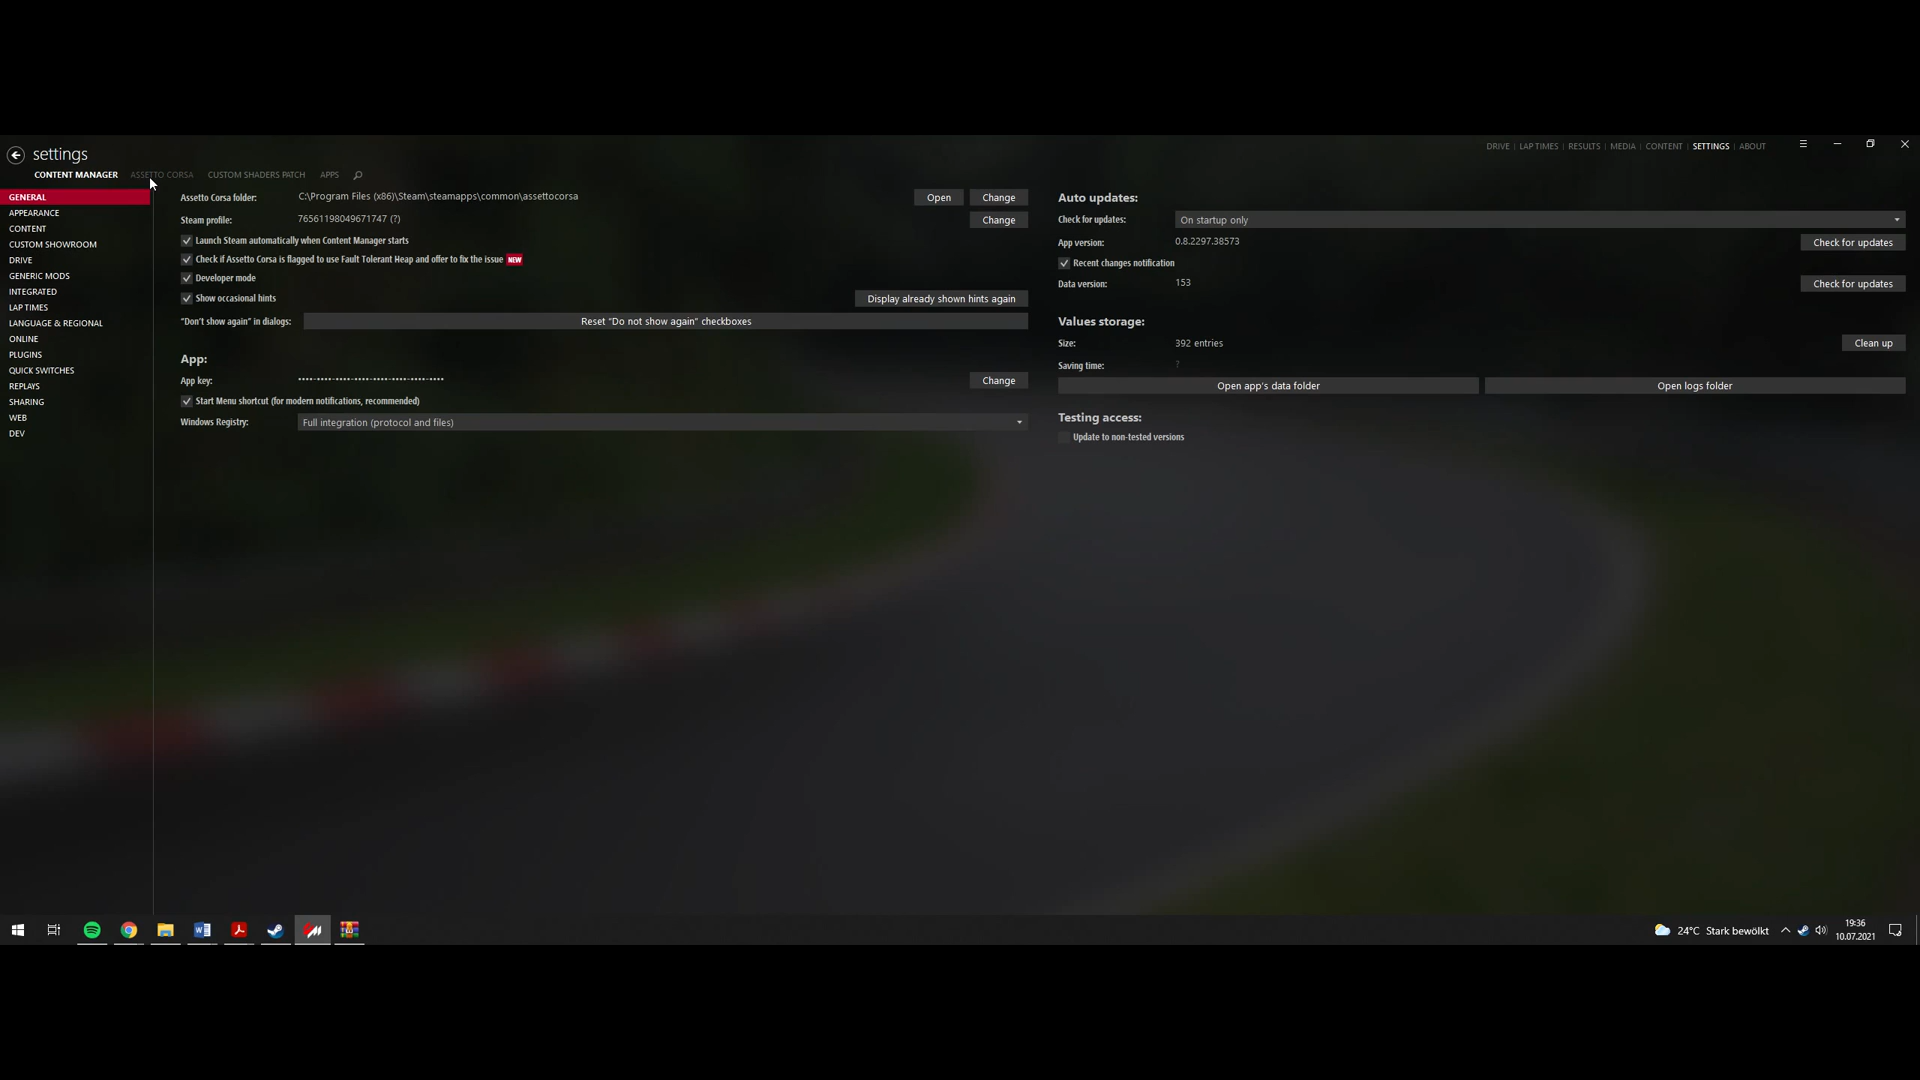 settings
DRIVE | LAP TIMES | RESULTS | MEDIA | CONTENT | SETTINGS | ABOUT
CONTENT MANAGER ASSETTO CORSA CUSTOM SHADERS PATCH APPS
GENERAL
APPEARANCE
CONTENT
CUSTOM SHOWROOM
DRIVE
GENERIC MODS
INTEGRATED
LAP TIMES
LANGUAGE & REGIONAL
ONLINE
PLUGINS
QUICK SWITCHES
REPLAYS
SHARING
WEB
DEV
Assetto Corsa folder: C:\Program Files (x86)\Steam\steamapps\common\assettocorsa Open Change
Steam profile: 76561198049671747 (?) Change
Launch Steam automatically when Content Manager starts
Check if Assetto Corsa is flagged to use Fault Tolerant Heap and offer to fix the issue NEW
Developer mode
Show occasional hints Display already shown hints again
“Don’t show again” in dialogs: Reset “Do not show again” checkboxes
App:
App key: ••••-••••-••••-••••-••••-••••-••••-•••• Change
Start Menu shortcut (for modern notifications, recommended)
Windows Registry: Full integration (protocol and files)
Auto updates:
Check for updates: On startup only
App version: 0.8.2297.38573 Check for updates
Recent changes notification
Data version: 153 Check for updates
Values storage:
Size: 392 entries Clean up
Saving time: ?
Open app's data folder Open logs folder
Testing access:
Update to non-tested versions
24°C Stark bewölkt
19:36
10.07.2021